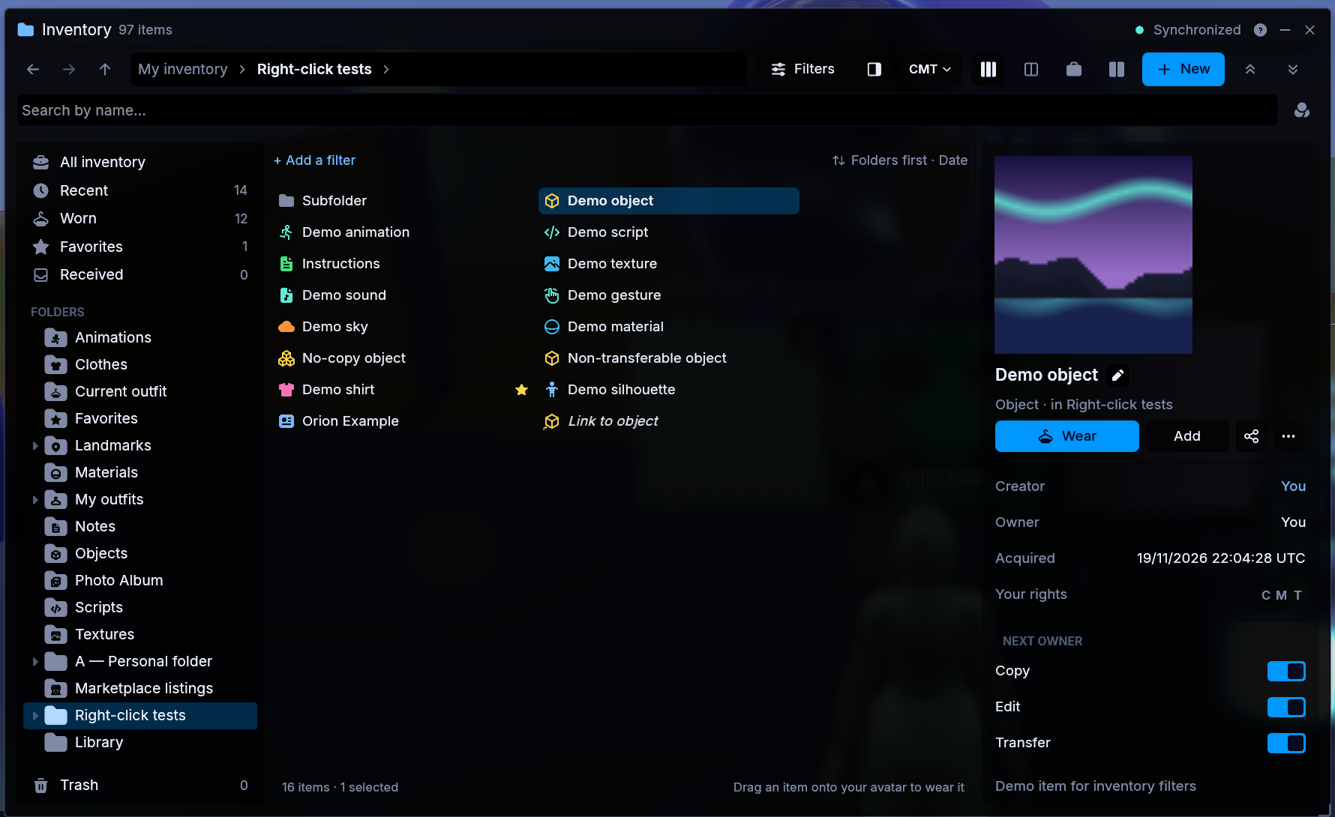 Inventory 97 items
Synchronized
My inventory Right-click tests
Filters
CMT
New
Search by name...
All inventory
Recent 14
Worn 12
Favorites 1
Received 0
FOLDERS
Animations
Clothes
Current outfit
Favorites
Landmarks
Materials
My outfits
Notes
Objects
Photo Album
Scripts
Textures
A — Personal folder
Marketplace listings
Right-click tests
Library
Trash 0
+ Add a filter
Folders first · Date
Subfolder
Demo object
Demo animation
Demo script
Instructions
Demo texture
Demo sound
Demo gesture
Demo sky
Demo material
No-copy object
Non-transferable object
Demo shirt
Demo silhouette
Orion Example
Link to object
16 items · 1 selected
Drag an item onto your avatar to wear it
Demo object
Object · in Right-click tests
Wear
Add
Creator You
Owner You
Acquired 19/11/2026 22:04:28 UTC
Your rights C M T
NEXT OWNER
Copy
Edit
Transfer
Demo item for inventory filters